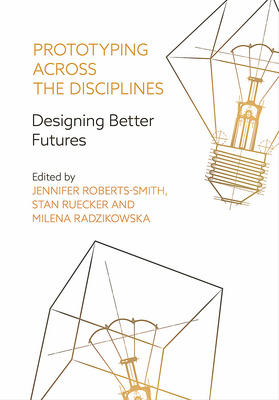 PROTOTYPING
ACROSS
THE DISCIPLINES
Designing Better
Futures
Edited by
JENNIFER ROBERTS-SMITH,
STAN RUECKER AND
MILENA RADZIKOWSKA